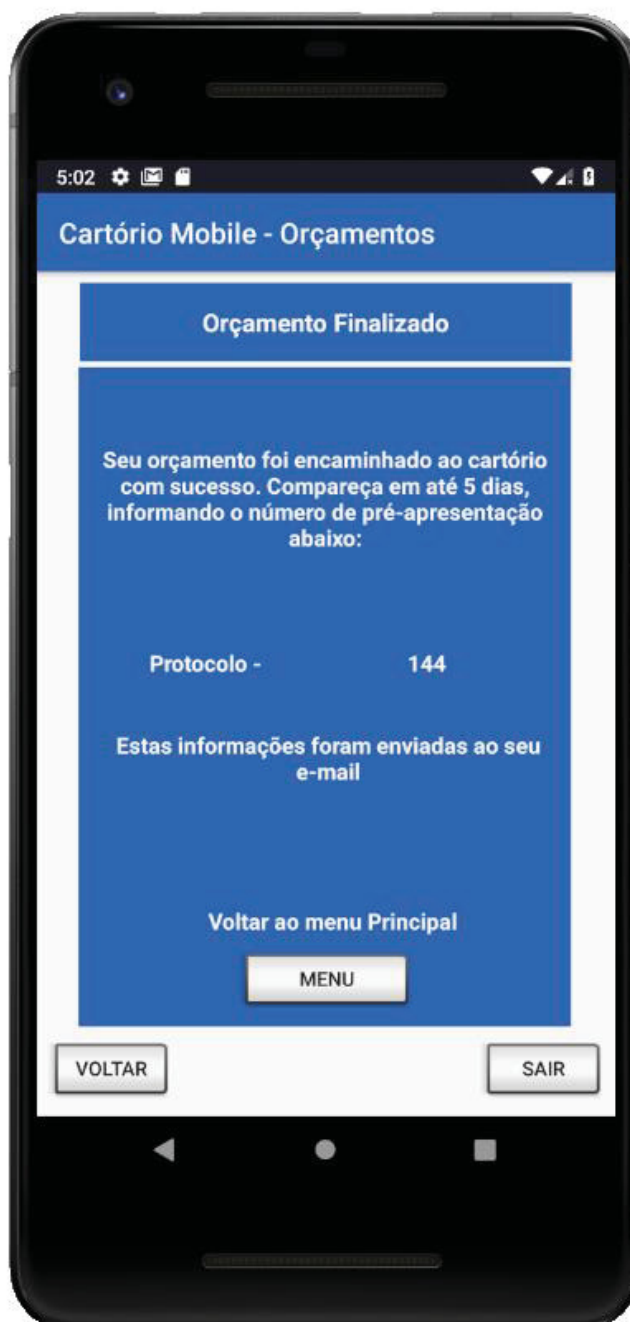 5:02
Cartório Mobile - Orçamentos
Orçamento Finalizado
Seu orçamento foi encaminhado ao cartório
com sucesso. Compareça em até 5 dias,
informando o número de pré-apresentação
abaixo:
Protocolo - 144
Estas informações foram enviadas ao seu
e-mail
Voltar ao menu Principal
MENU
VOLTAR SAIR